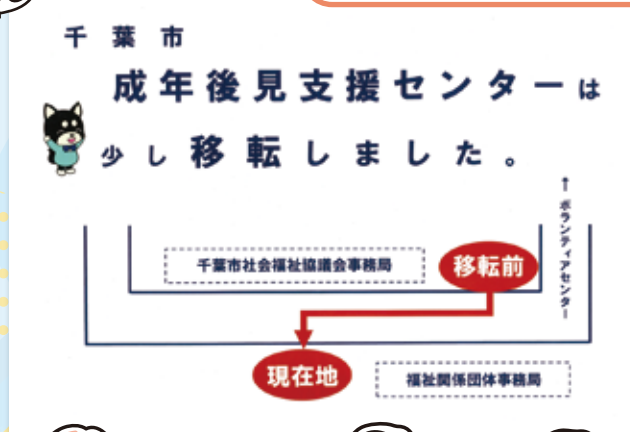 千葉市
成年後見支援センターは
少し移転しました。
↑ボランティアセンター
千葉市社会福祉協議会事務局
移転前
現在地
福祉関係団体事務局